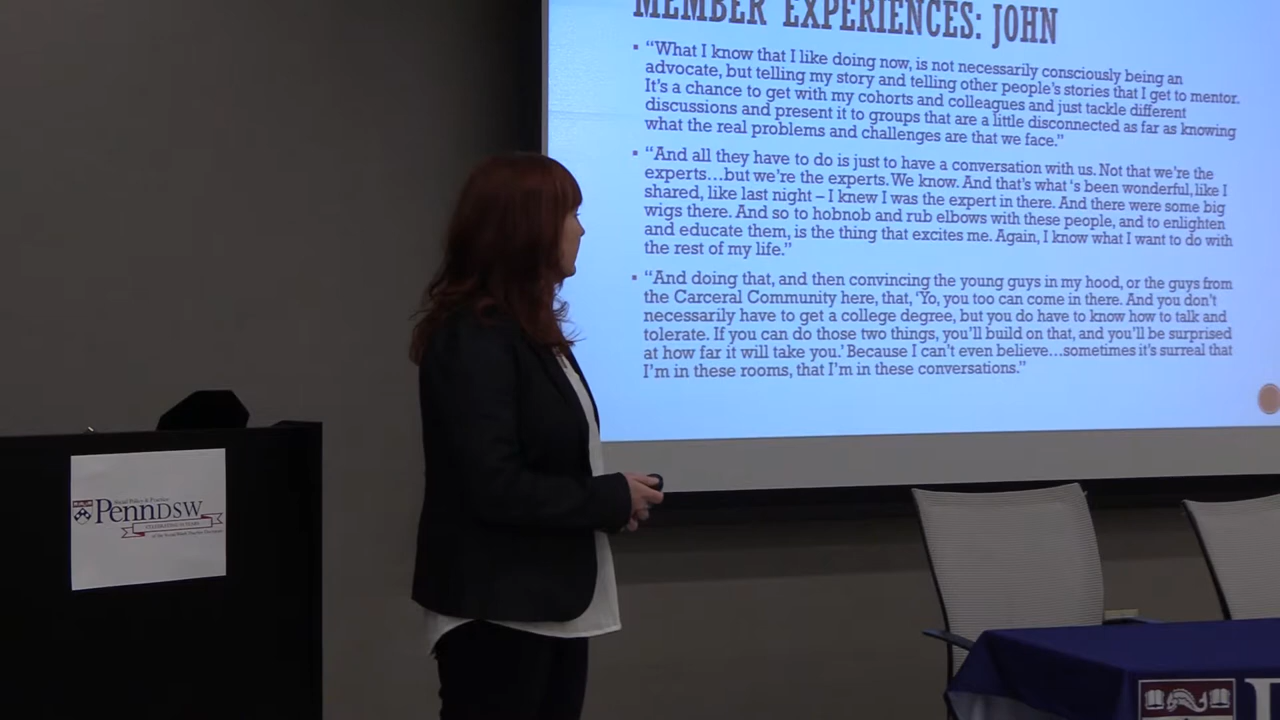 MEMBER EXPERIENCES: JOHN
▪ “What I know that I like doing now, is not necessarily consciously being an
advocate, but telling my story and telling other people's stories that I get to mentor.
It's a chance to get with my cohorts and colleagues and just tackle different
discussions and present it to groups that are a little disconnected as far as knowing
what the real problems and challenges are that we face.”
▪ “And all they have to do is just to have a conversation with us. Not that we're the
experts…but we're the experts. We know. And that's what ‘s been wonderful, like I
shared, like last night – I knew I was the expert in there. And there were some big
wigs there. And so to hobnob and rub elbows with these people, and to enlighten
and educate them, is the thing that excites me. Again, I know what I want to do with
the rest of my life.”
▪ “And doing that, and then convincing the young guys in my hood, or the guys from
the Carceral Community here, that, ‘Yo, you too can come in there. And you don't
necessarily have to get a college degree, but you do have to know how to talk and
tolerate. If you can do those two things, you'll build on that, and you'll be surprised
at how far it will take you.’ Because I can't even believe…sometimes it's surreal that
I'm in these rooms, that I'm in these conversations.”
Social Policy & Practice
PennDSW